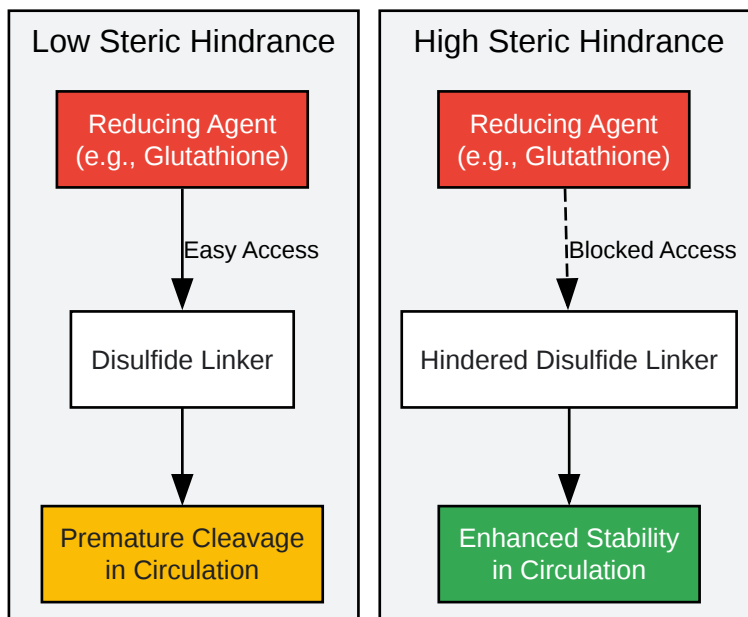 Low Steric Hindrance
Reducing Agent
(e.g., Glutathione)
Easy Access
Disulfide Linker
Premature Cleavage
in Circulation
High Steric Hindrance
Reducing Agent
(e.g., Glutathione)
Blocked Access
Hindered Disulfide Linker
Enhanced Stability
in Circulation